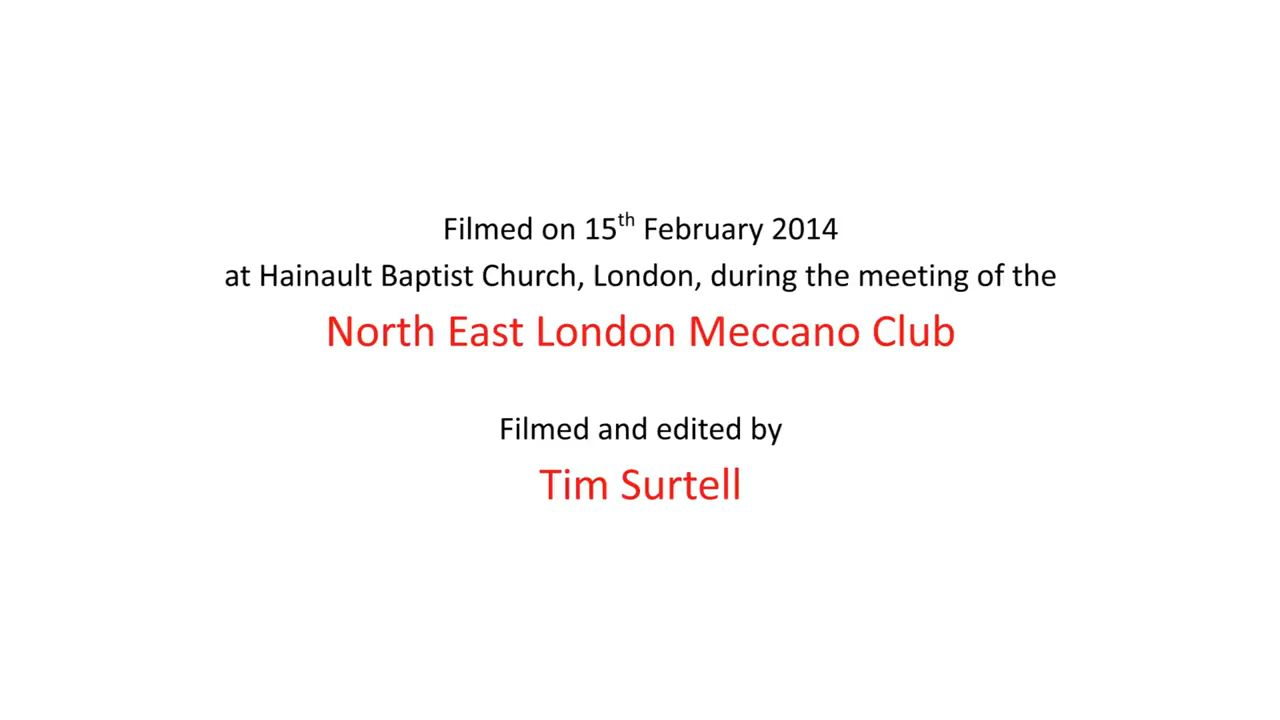 Filmed on 15th February 2014
at Hainault Baptist Church, London, during the meeting of the
North East London Meccano Club
Filmed and edited by
Tim Surtell